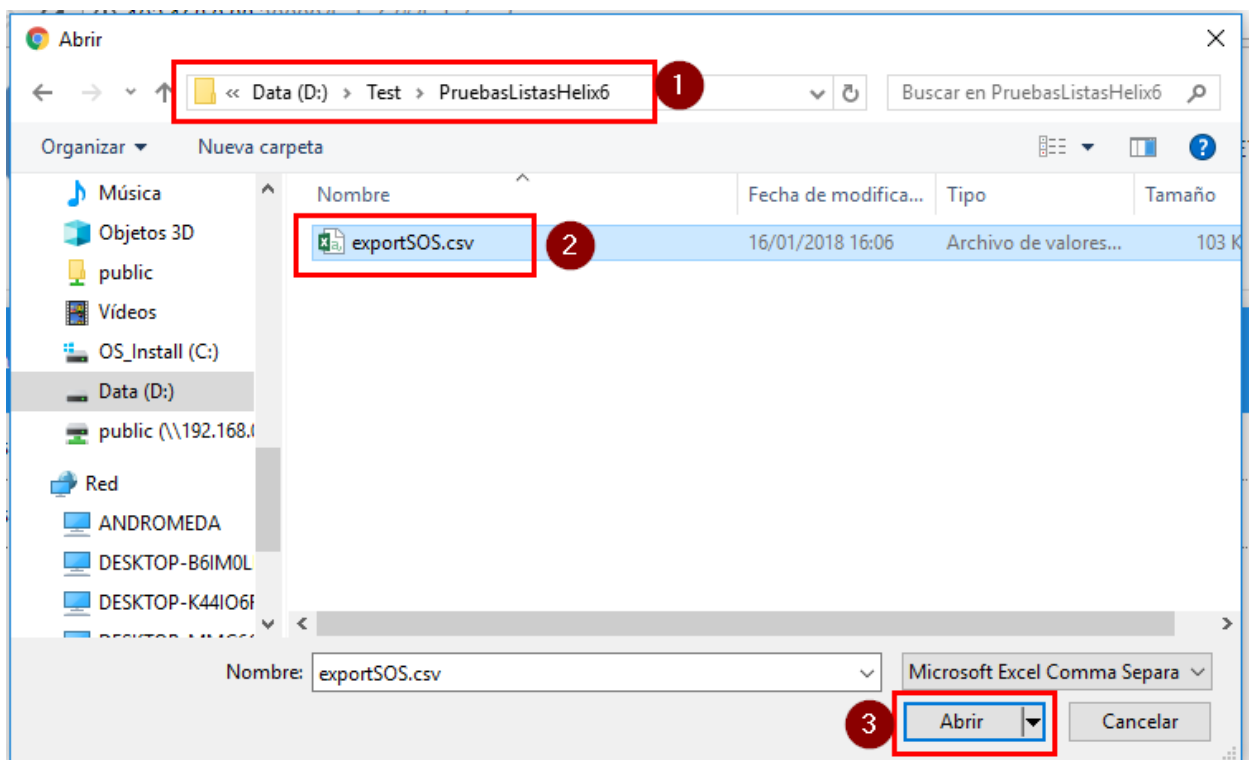 Abrir
« Data (D:) > Test > PruebasListasHelix6
1
Buscar en PruebasListasHelix6
Organizar
Nueva carpeta
?
Música
Nombre
Fecha de modifica...
Tipo
Tamaño
Objetos 3D
exportSOS.csv
2
16/01/2018 16:06
Archivo de valores...
103 K
public
Vídeos
OS_Install (C:)
Data (D:)
public (\\192.168.
Red
ANDROMEDA
DESKTOP-B6IM0L
DESKTOP-K44IO6
Nombre:
exportSOS.csv
Microsoft Excel Comma Separa
3
Abrir
Cancelar